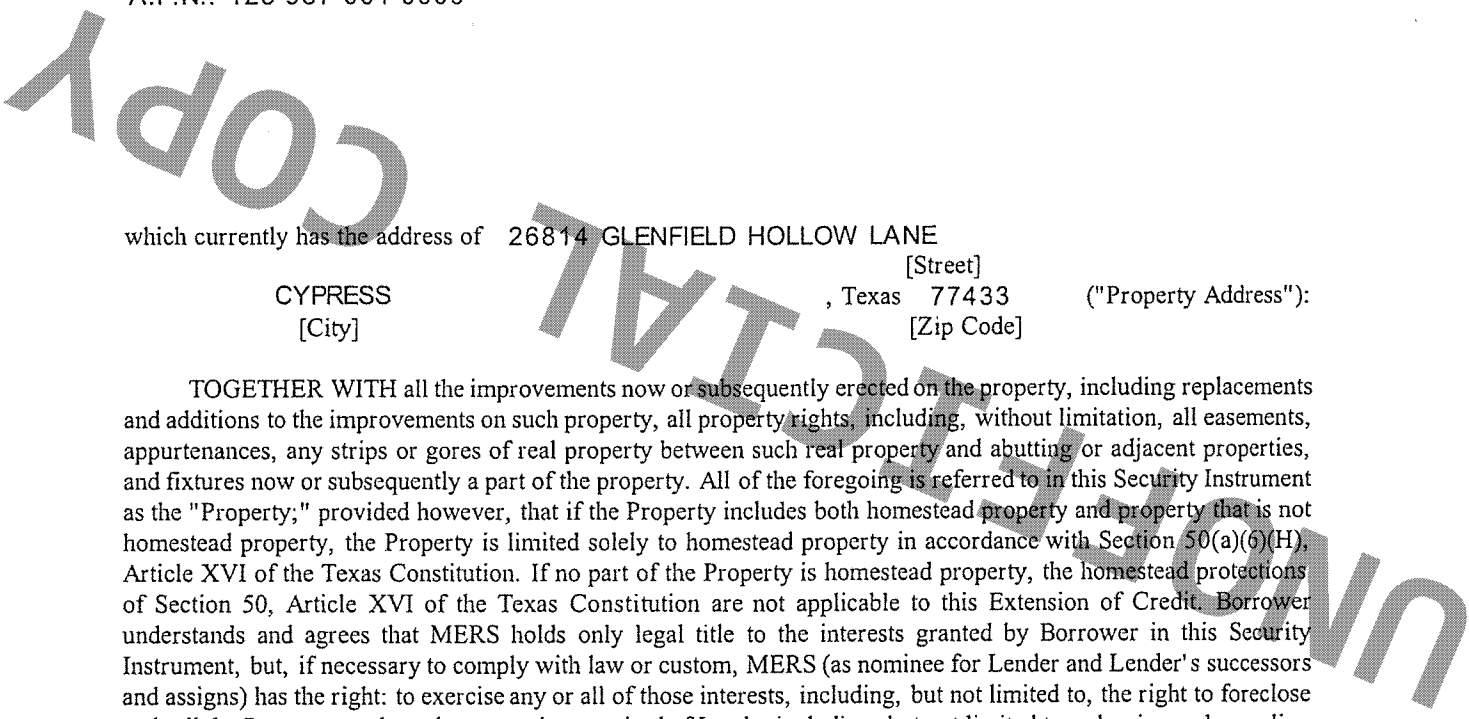 which currently has the address of 26814 GLENFIELD HOLLOW LANE
[Street]
CYPRESS , Texas 77433 ("Property Address"):
[City] [Zip Code]
TOGETHER WITH all the improvements now or subsequently erected on the property, including replacements
and additions to the improvements on such property, all property rights, including, without limitation, all easements,
appurtenances, any strips or gores of real property between such real property and abutting or adjacent properties,
and fixtures now or subsequently a part of the property. All of the foregoing is referred to in this Security Instrument
as the "Property;" provided however, that if the Property includes both homestead property and property that is not
homestead property, the Property is limited solely to homestead property in accordance with Section 50(a)(6)(H),
Article XVI of the Texas Constitution. If no part of the Property is homestead property, the homestead protections
of Section 50, Article XVI of the Texas Constitution are not applicable to this Extension of Credit. Borrower
understands and agrees that MERS holds only legal title to the interests granted by Borrower in this Security
Instrument, but, if necessary to comply with law or custom, MERS (as nominee for Lender and Lender's successors
and assigns) has the right: to exercise any or all of those interests, including, but not limited to, the right to foreclose
UNOFFICIAL COPY